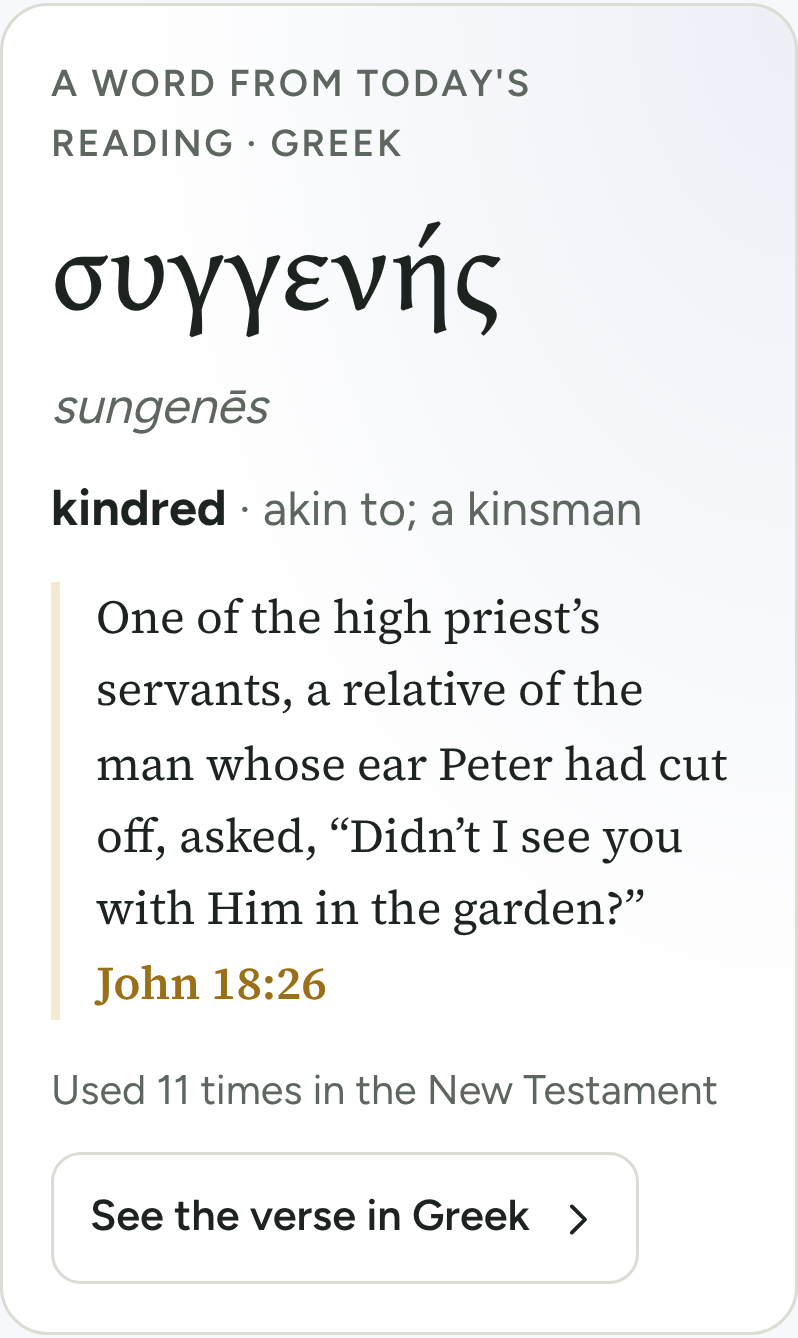 A WORD FROM TODAY'S
READING · GREEK
συγγενής
sungenēs
kindred · akin to; a kinsman
One of the high priest’s
servants, a relative of the
man whose ear Peter had cut
off, asked, “Didn’t I see you
with Him in the garden?”
John 18:26
Used 11 times in the New Testament
See the verse in Greek